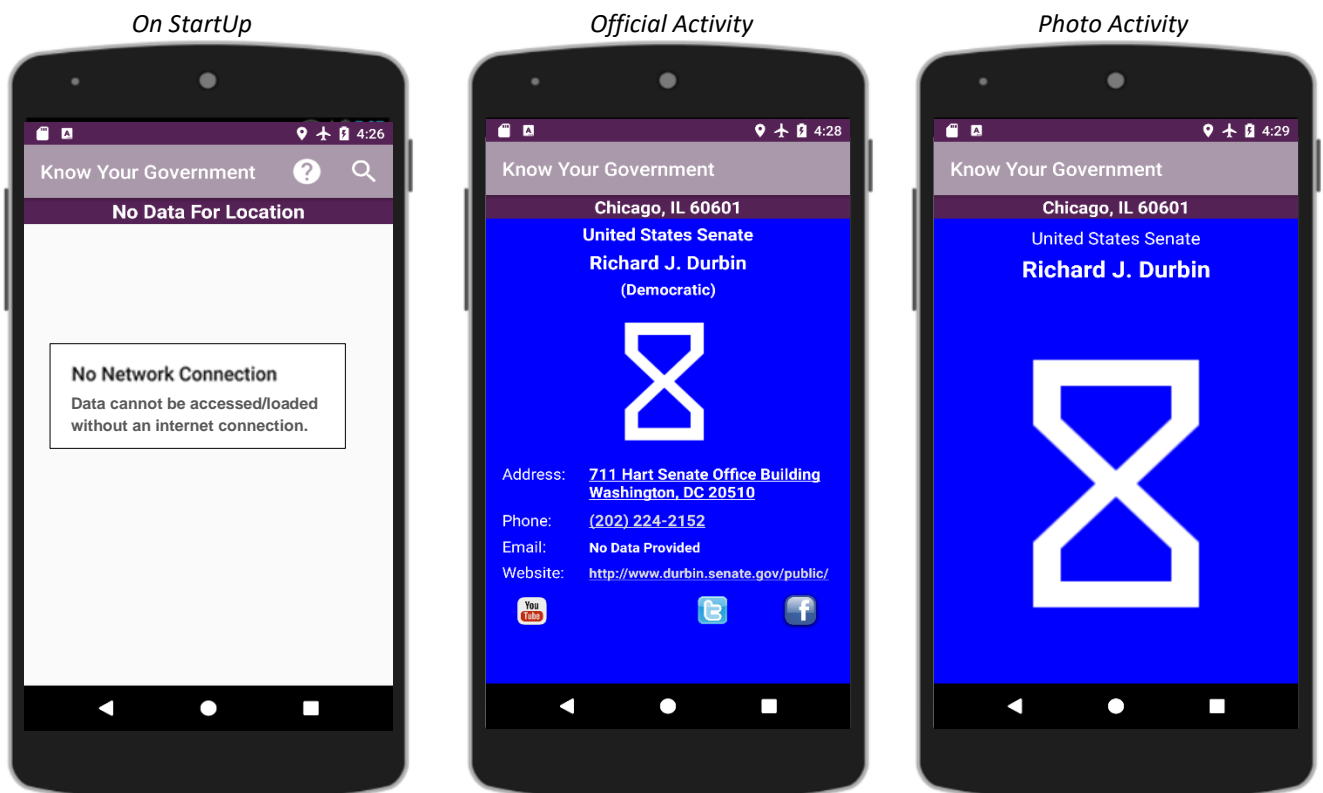 On StartUp
4:26
Know Your Government
?
No Data For Location
No Network Connection
Data cannot be accessed/loaded
without an internet connection.
Official Activity
A
4:28
Know Your Government
Chicago, IL 60601
United States Senate
Richard J. Durbin
(Democratic)
Address: 711 Hart Senate Office Building
Washington, DC 20510
Phone: (202) 224-2152
Email: No Data Provided
Website: http://www.durbin.senate.gov/public/
You
Tube
t
f
Photo Activity
A
4:29
Know Your Government
Chicago, IL 60601
United States Senate
Richard J. Durbin